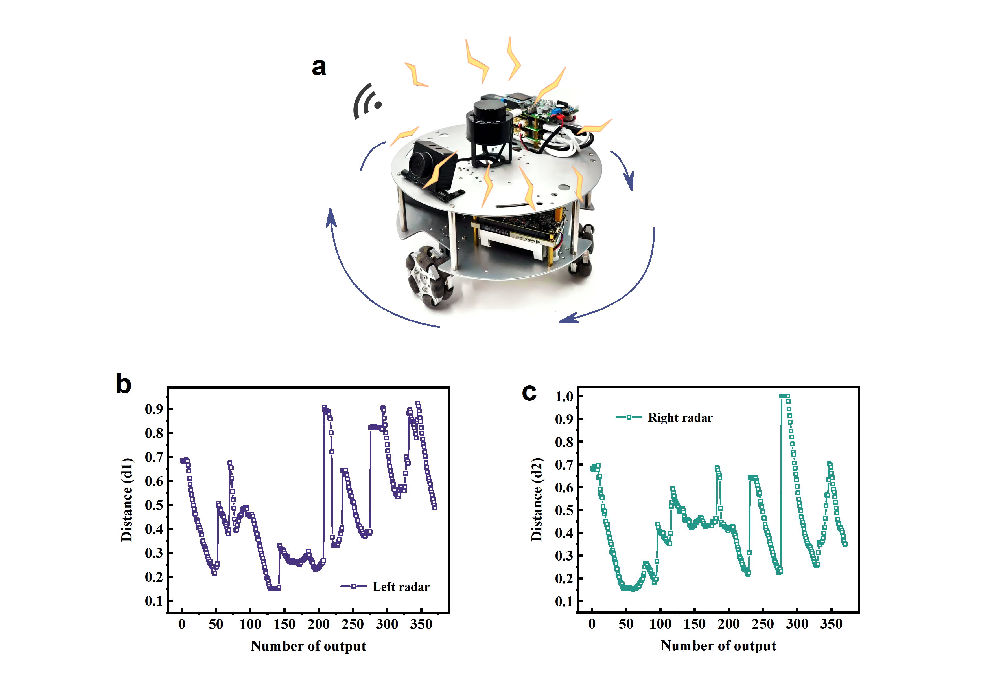 a
b
Distance (d1)
0.9
0.8
0.7
0.6
0.5
0.4
0.3
0.2
0.1
Left radar
0 50 100 150 200 250 300 350
Number of output
c
Distance (d2)
1.0
0.9
0.8
0.7
0.6
0.5
0.4
0.3
0.2
0.1
Right radar
0 50 100 150 200 250 300 350
Number of output